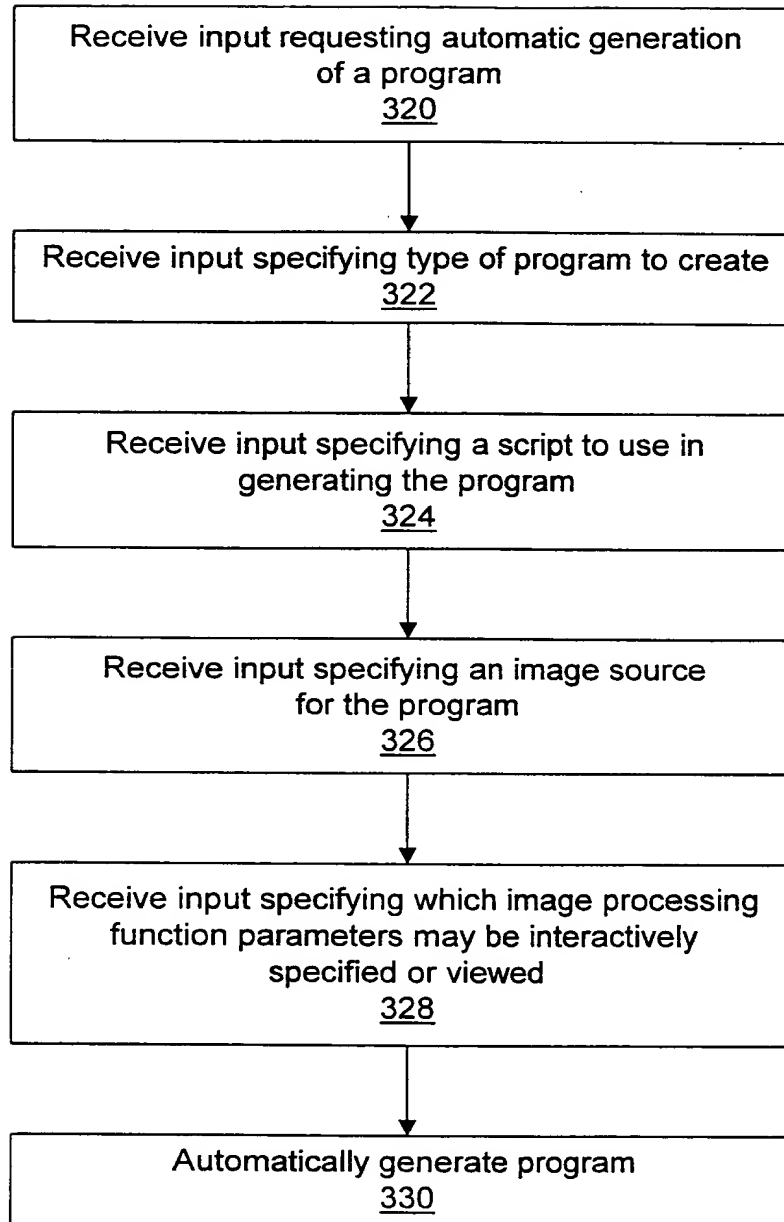 Receive input requesting automatic generation
of a program
320
Receive input specifying type of program to create
322
Receive input specifying a script to use in
generating the program
324
Receive input specifying an image source
for the program
326
Receive input specifying which image processing
function parameters may be interactively
specified or viewed
328
Automatically generate program
330